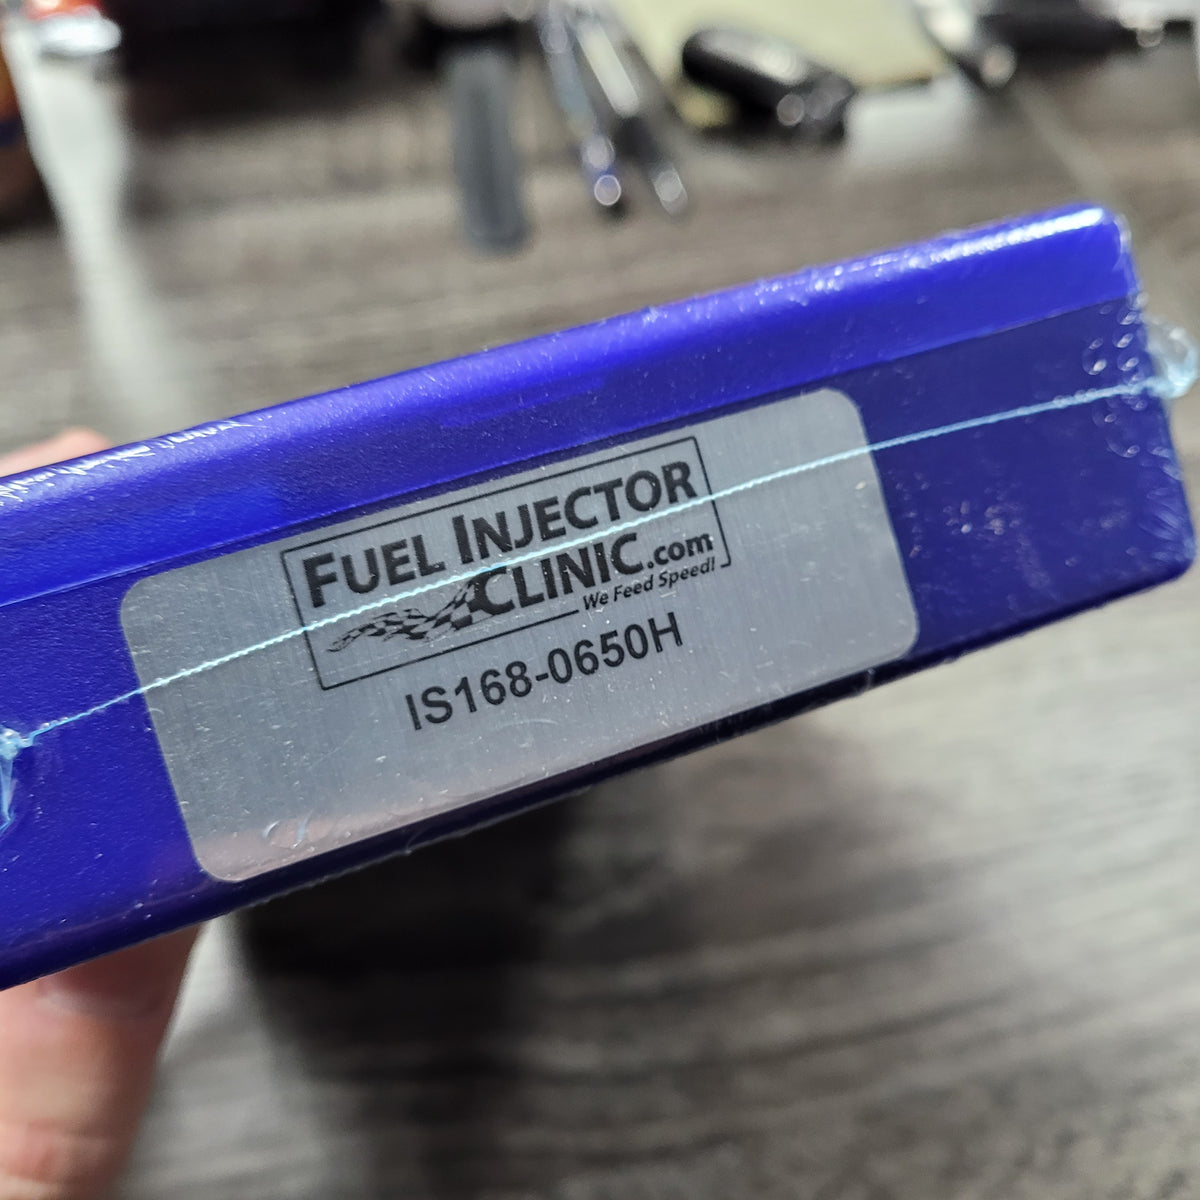 FUEL INJECTOR
CLINIC.com
We Feed Speed!
IS168-0650H